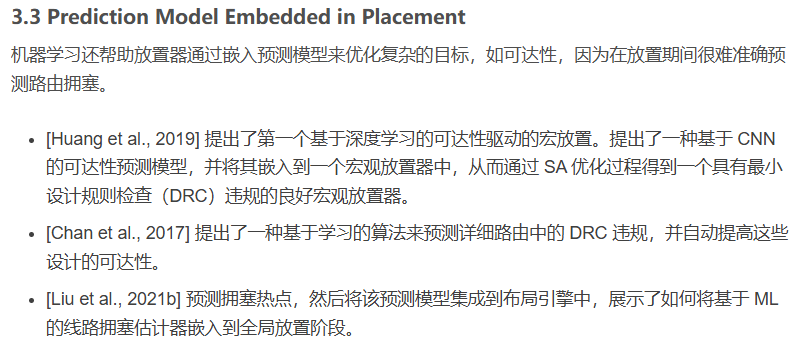 3.3 Prediction Model Embedded in Placement
机器学习还帮助放置器通过嵌入预测模型来优化复杂的目标，如可达性，因为在放置期间很难准确预
测路由拥塞。
• [Huang et al., 2019] 提出了第一个基于深度学习的可达性驱动的宏放置。提出了一种基于 CNN
的可达性预测模型，并将其嵌入到一个宏观放置器中，从而通过 SA 优化过程得到一个具有最小
设计规则检查（DRC）违规的良好宏观放置器。
• [Chan et al., 2017] 提出了一种基于学习的算法来预测详细路由中的 DRC 违规，并自动提高这些
设计的可达性。
• [Liu et al., 2021b] 预测拥塞热点，然后将该预测模型集成到布局引擎中，展示了如何将基于 ML
的线路拥塞估计器嵌入到全局放置阶段。